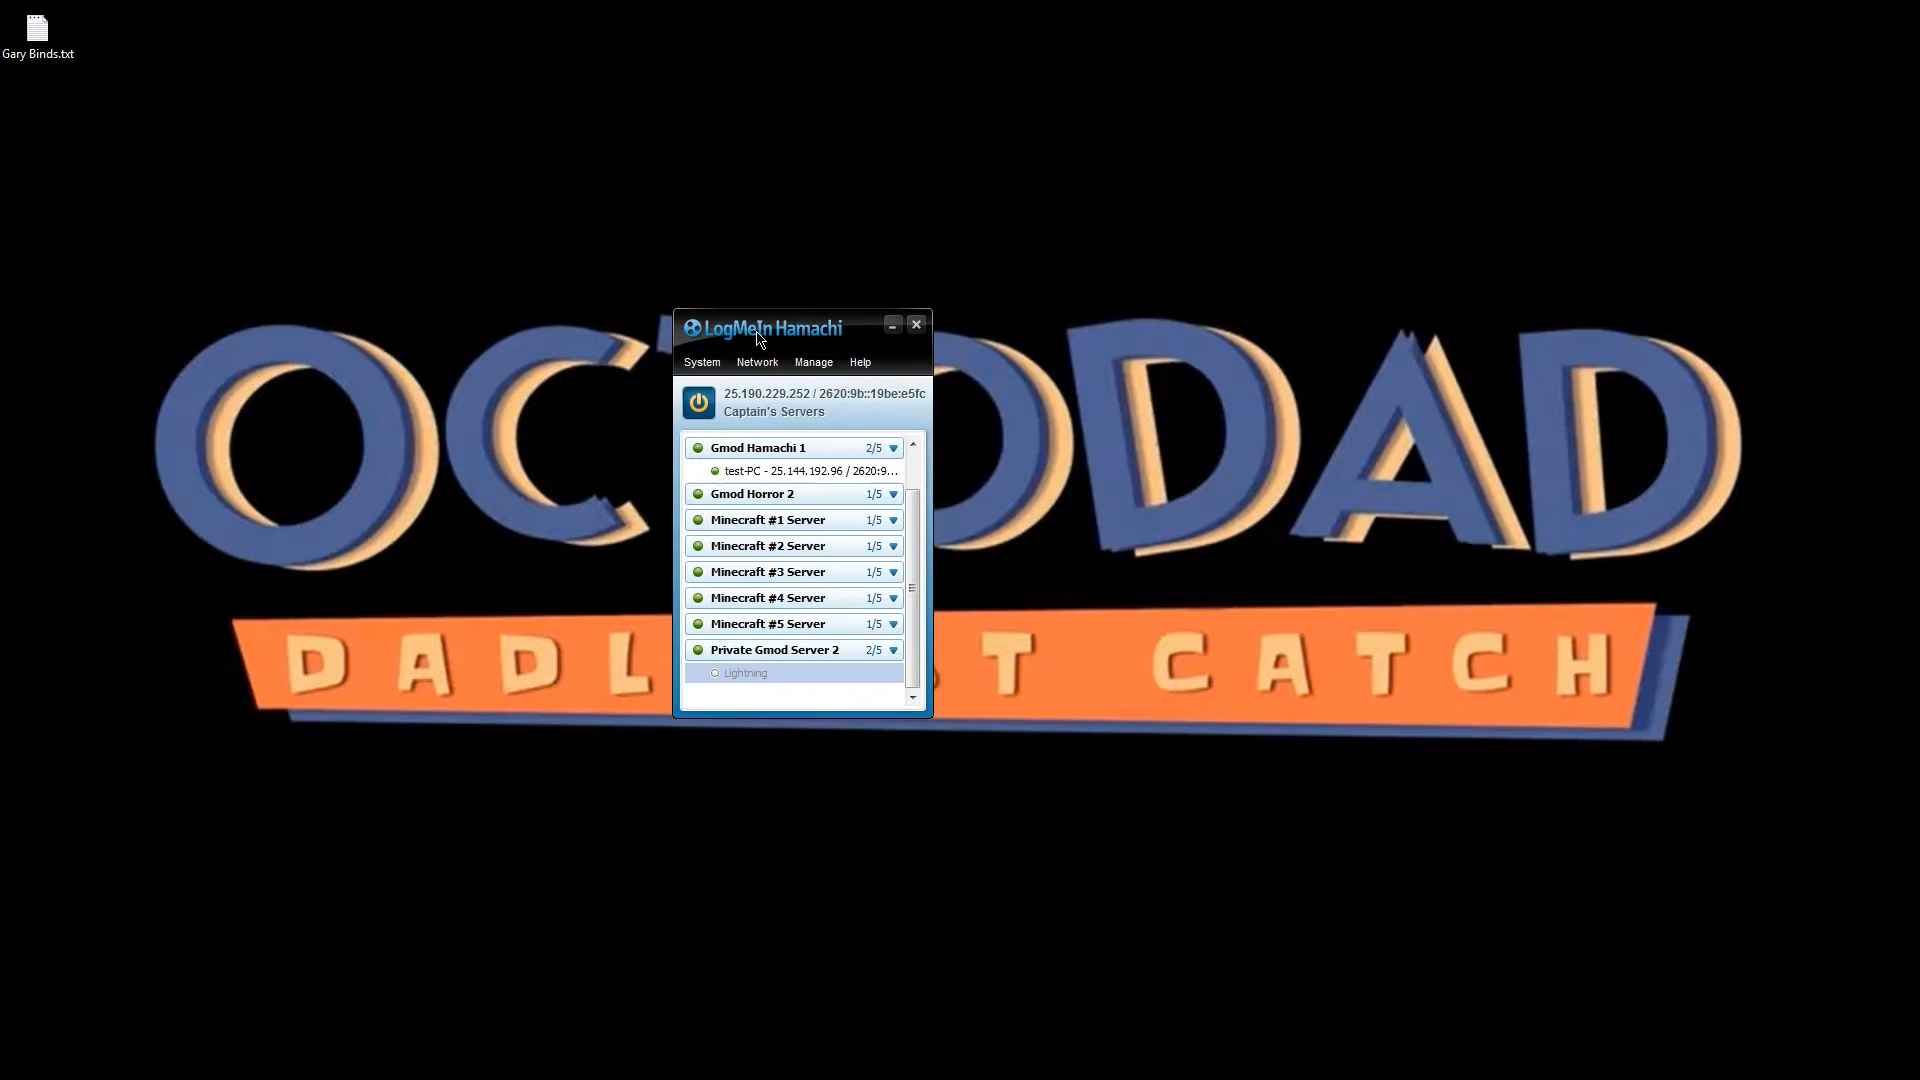 Gary Binds.txt
OC DAD
DADL T CATCH
LogMeIn Hamachi
System Network Manage Help
25.190.229.252 / 2620:9b::19be:e5fc
Captain's Servers
Gmod Hamachi 1 2/5
test-PC - 25.144.192.96 / 2620:9...
Gmod Horror 2 1/5
Minecraft #1 Server 1/5
Minecraft #2 Server 1/5
Minecraft #3 Server 1/5
Minecraft #4 Server 1/5
Minecraft #5 Server 1/5
Private Gmod Server 2 2/5
Lightning